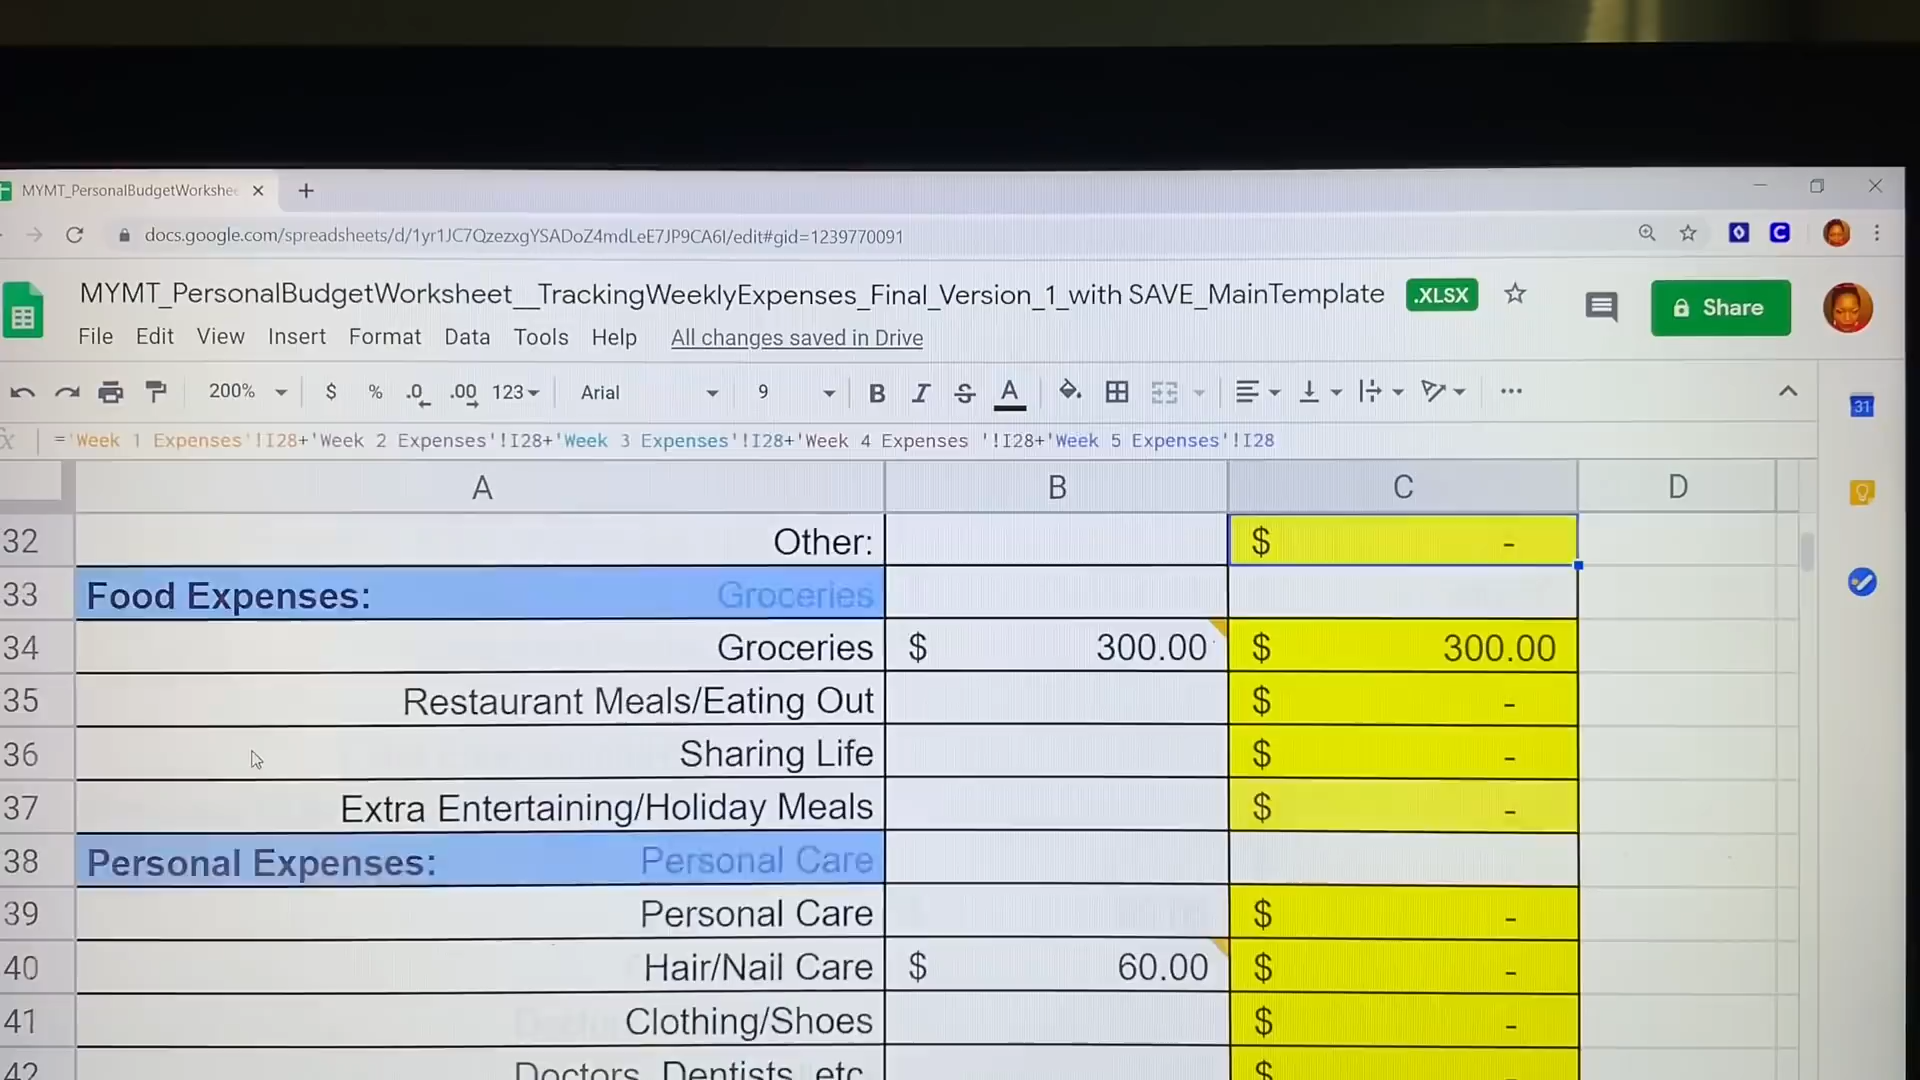 MYMT_PersonalBudgetWorkshe
docs.google.com/spreadsheets/d/1yr1JC7QzezxgYSADoZ4mdLeE7JP9CA6I/edit#gid=1239770091
MYMT_PersonalBudgetWorksheet__TrackingWeeklyExpenses_Final_Version_1_with SAVE_MainTemplate .XLSX
Share
File Edit View Insert Format Data Tools Help All changes saved in Drive
200% $ % .0 .00 123 Arial 9 B I S A
31
='Week 1 Expenses'!I28+'Week 2 Expenses'!I28+'Week 3 Expenses'!I28+'Week 4 Expenses '!I28+'Week 5 Expenses'!I28
A B C D
32 Other: $ -
33 Food Expenses: Groceries
34 Groceries $ 300.00 $ 300.00
35 Restaurant Meals/Eating Out $ -
36 Sharing Life $ -
37 Extra Entertaining/Holiday Meals $ -
38 Personal Expenses: Personal Care
39 Personal Care $ -
40 Hair/Nail Care $ 60.00 $ -
41 Clothing/Shoes $ -
42 Doctors, Dentists, etc. $ -